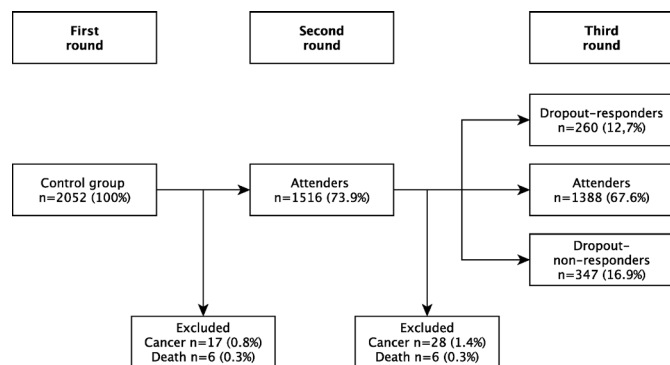 First
round
Second
round
Third
round
Dropout-responders
n=260 (12,7%)
Control group
n=2052 (100%)
Attenders
n=1516 (73.9%)
Attenders
n=1388 (67.6%)
Dropout-
non-responders
n=347 (16.9%)
Excluded
Cancer n=17 (0.8%)
Death n=6 (0.3%)
Excluded
Cancer n=28 (1.4%)
Death n=6 (0.3%)